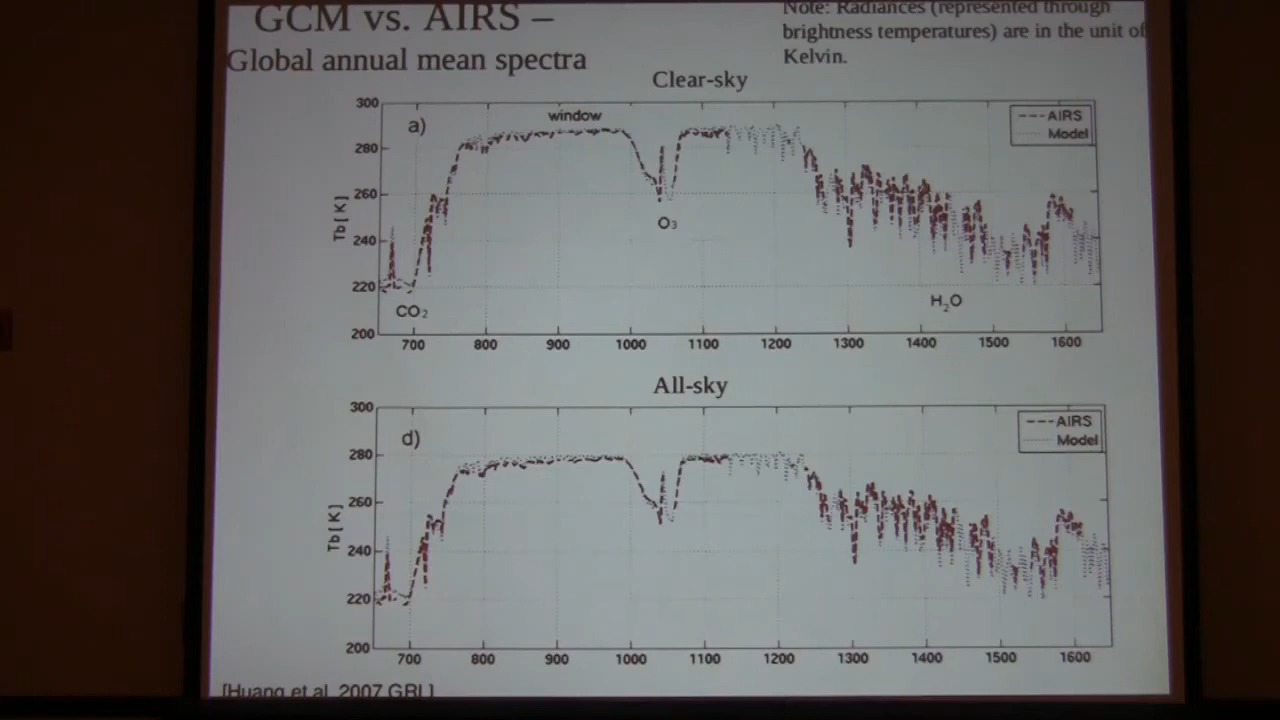 GCM vs. AIRS –
Global annual mean spectra
Note: Radiances (represented through
brightness temperatures) are in the unit of
Kelvin.
Clear-sky
300
280
260
240
220
200
Tb [ K]
a)
window
AIRS
Model
O₃
CO₂
H₂O
700 800 900 1000 1100 1200 1300 1400 1500 1600
All-sky
300
280
260
240
220
200
Tb [ K]
d)
AIRS
Model
700 800 900 1000 1100 1200 1300 1400 1500 1600
[Huang et al, 2007 GRL]